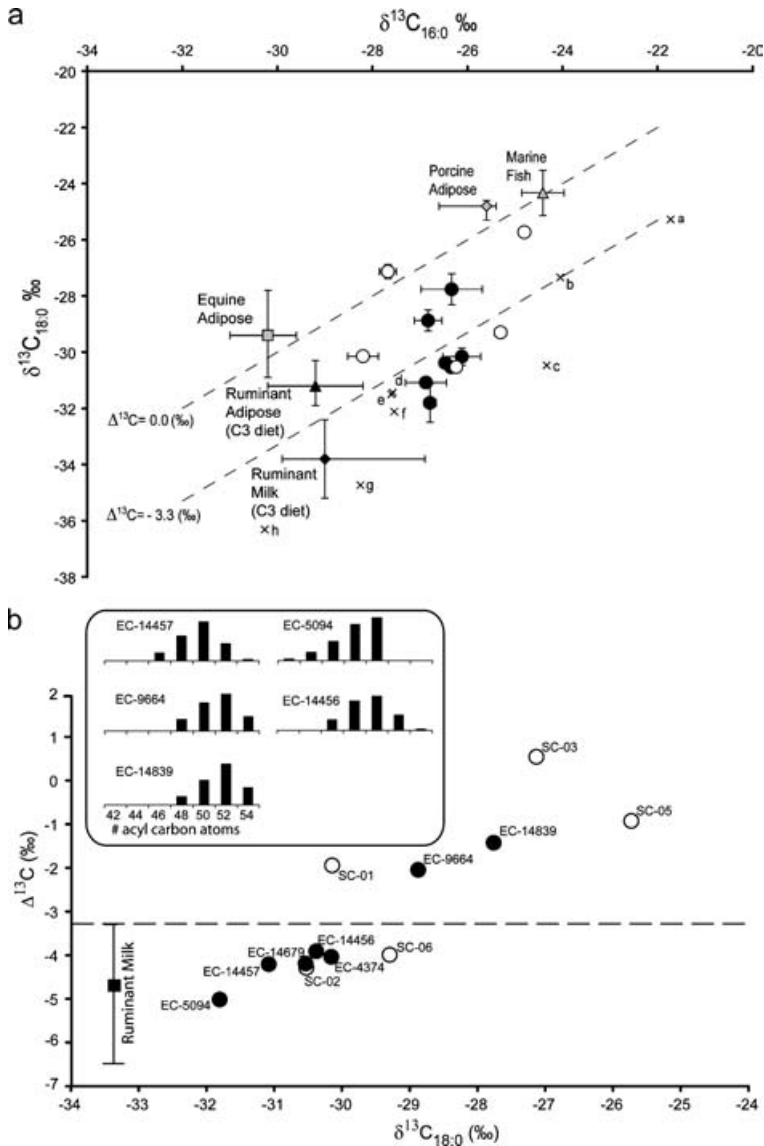 a
δ13C16:0 ‰
-34 -32 -30 -28 -26 -24 -22 -20
-20
-22
-24
-26
-28
-30
-32
-34
-36
-38
δ13C18:0 ‰
Marine
Fish
Porcine
Adipose
a
b
Equine
Adipose
c
Ruminant
Adipose
(C3 diet)
d
e
f
Δ13C= 0.0 (‰)
Ruminant
Milk
(C3 diet)
g
Δ13C= - 3.3 (‰)
h
b
EC-14457
EC-5094
EC-9664
EC-14456
EC-14839
42 44 46 48 50 52 54
# acyl carbon atoms
2
1
0
-1
-2
-3
-4
-5
-6
-7
Δ13C (‰)
SC-03
SC-05
EC-14839
SC-01
EC-9664
EC-14456
SC-06
EC-14679
EC-14457
EC-4374
SC-02
EC-5094
Ruminant Milk
-34 -33 -32 -31 -30 -29 -28 -27 -26 -25 -24
δ13C18:0 (‰)